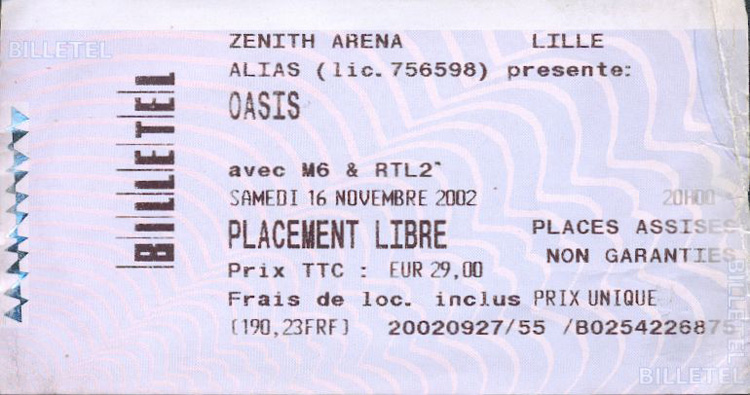 BILLETEL
ZENITH ARENA LILLE
ALIAS (lic.756598) presente:
OASIS
BILLETEL
avec M6 & RTL2
SAMEDI 16 NOVEMBRE 2002 20H00
PLACEMENT LIBRE PLACES ASSISES
NON GARANTIES
Prix TTC : EUR 29,00
Frais de loc. inclus PRIX UNIQUE
(190,23FRF) 20020927/55 /B0254226875
BILLETEL
BILLETEL